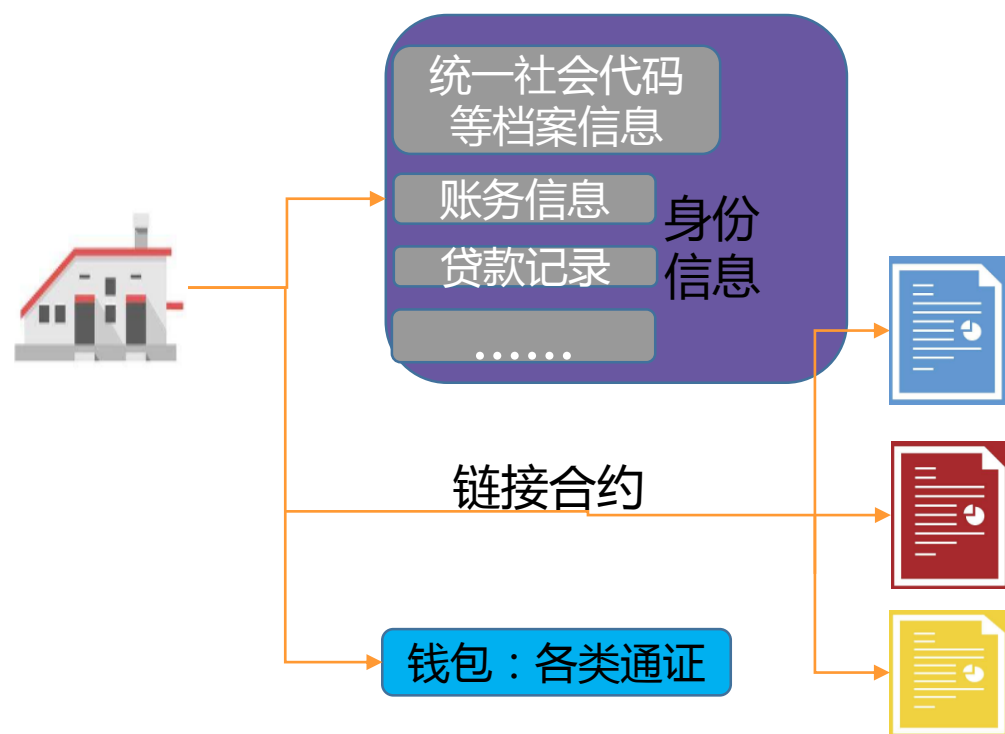 统一社会代码
等档案信息
账务信息
贷款记录
......
身份
信息
链接合约
钱包：各类通证